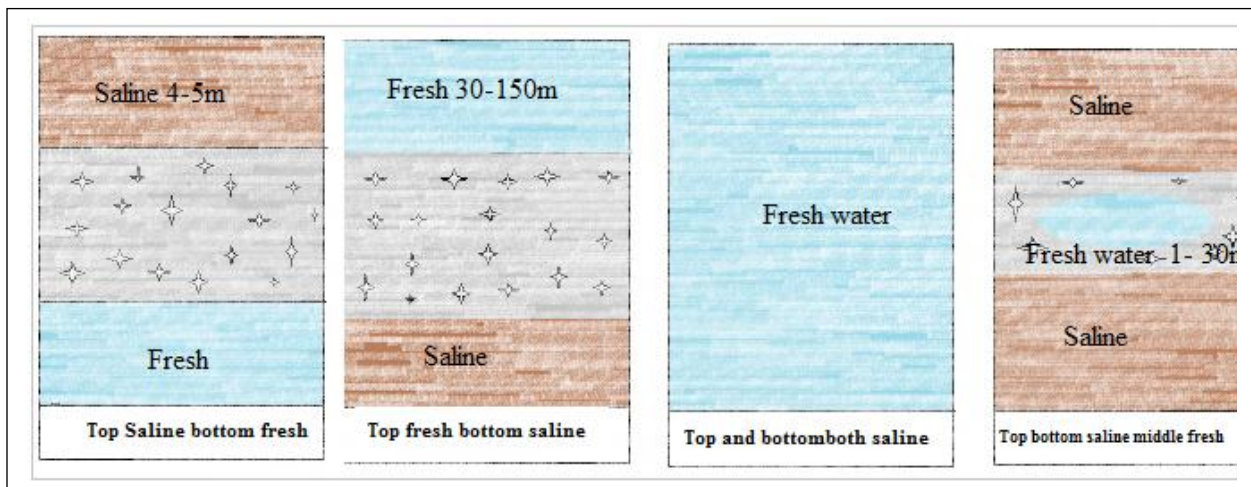 Saline 4-5m
Fresh
Top Saline bottom fresh
Fresh 30-150m
Saline
Top fresh bottom saline
Fresh water
Top and bottomboth saline
Saline
Fresh water-1- 30m
Saline
Top bottom saline middle fresh